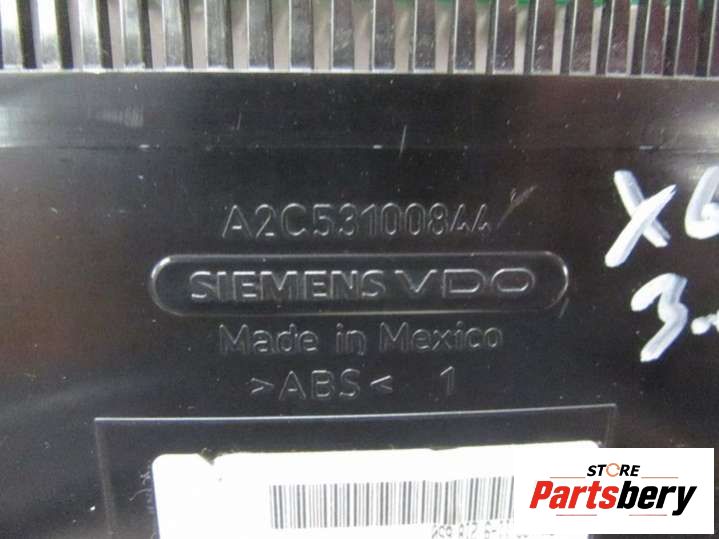 A2C53100844
SIEMENS VDO
Made in Mexico
>ABS< 1
STORE
Partsbery